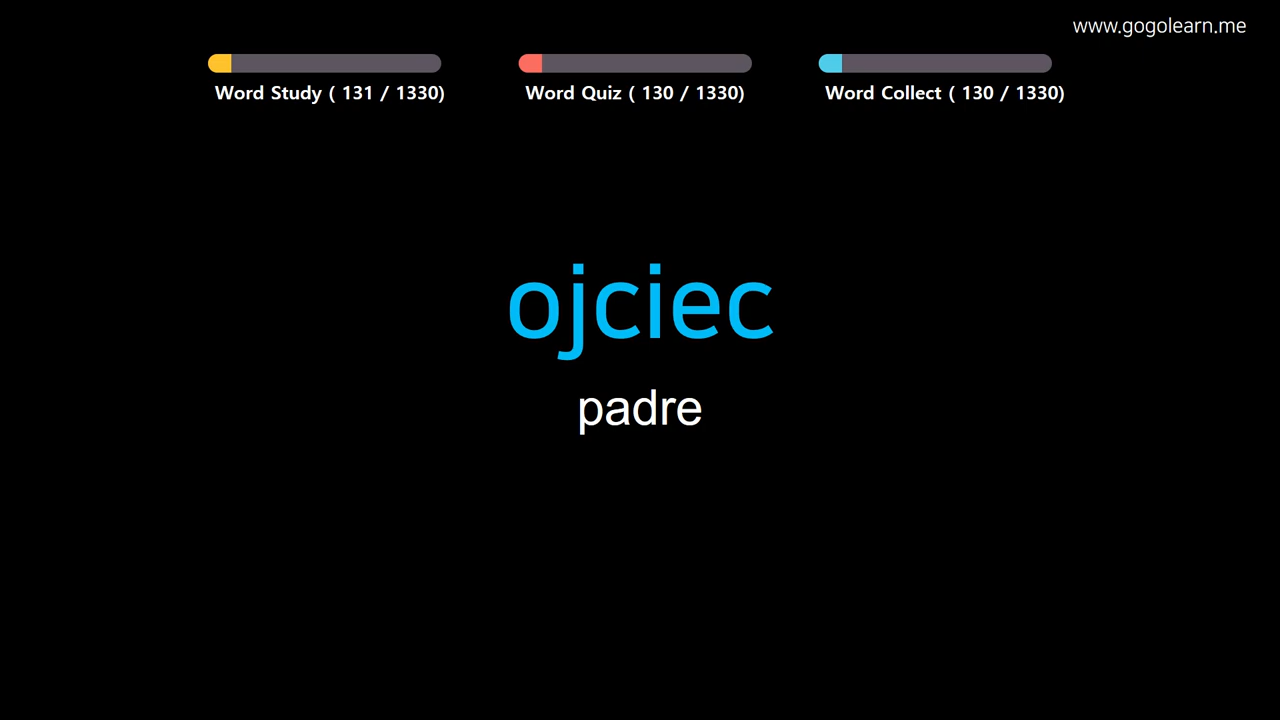 www.gogolearn.me
Word Study ( 131 / 1330)
Word Quiz ( 130 / 1330)
Word Collect ( 130 / 1330)
ojciec
padre